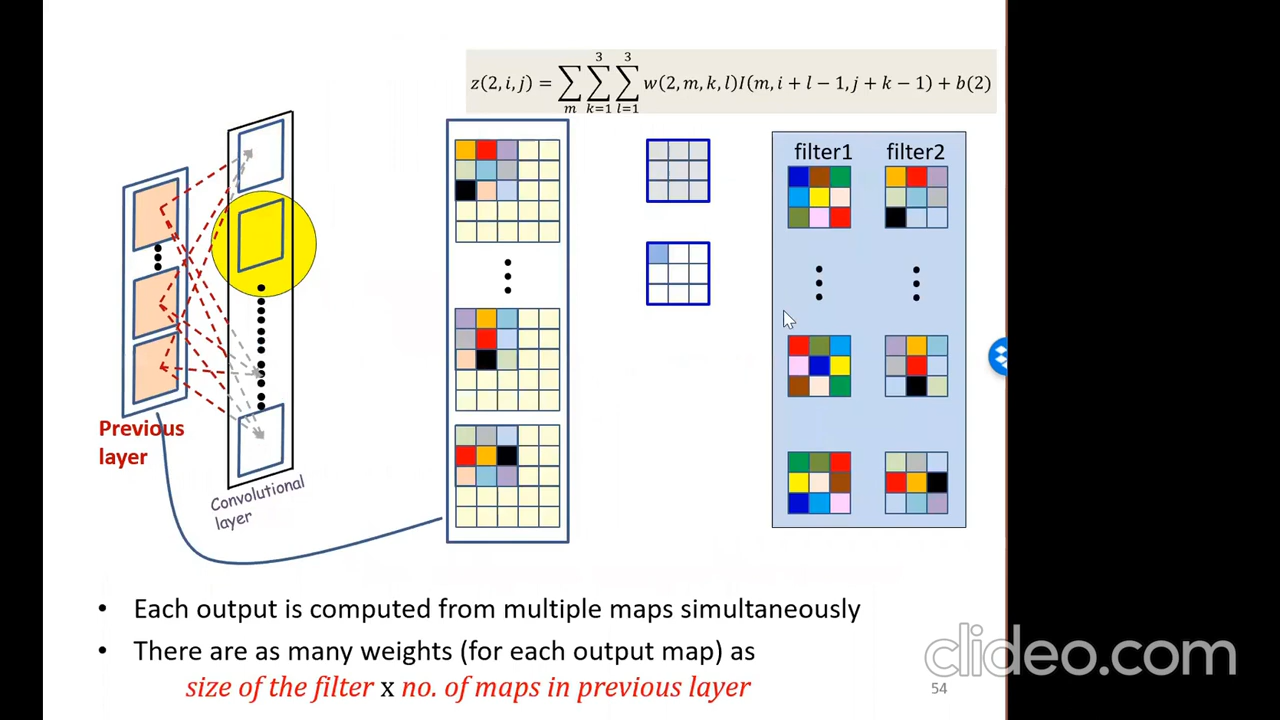 z(2, i, j) = ∑_m ∑_{k=1}^{3} ∑_{l=1}^{3} w(2, m, k, l)I(m, i + l − 1, j + k − 1) + b(2)
filter1 filter2
Previous
layer
Convolutional
layer
• Each output is computed from multiple maps simultaneously
• There are as many weights (for each output map) as
size of the filter x no. of maps in previous layer
clideo.com
54